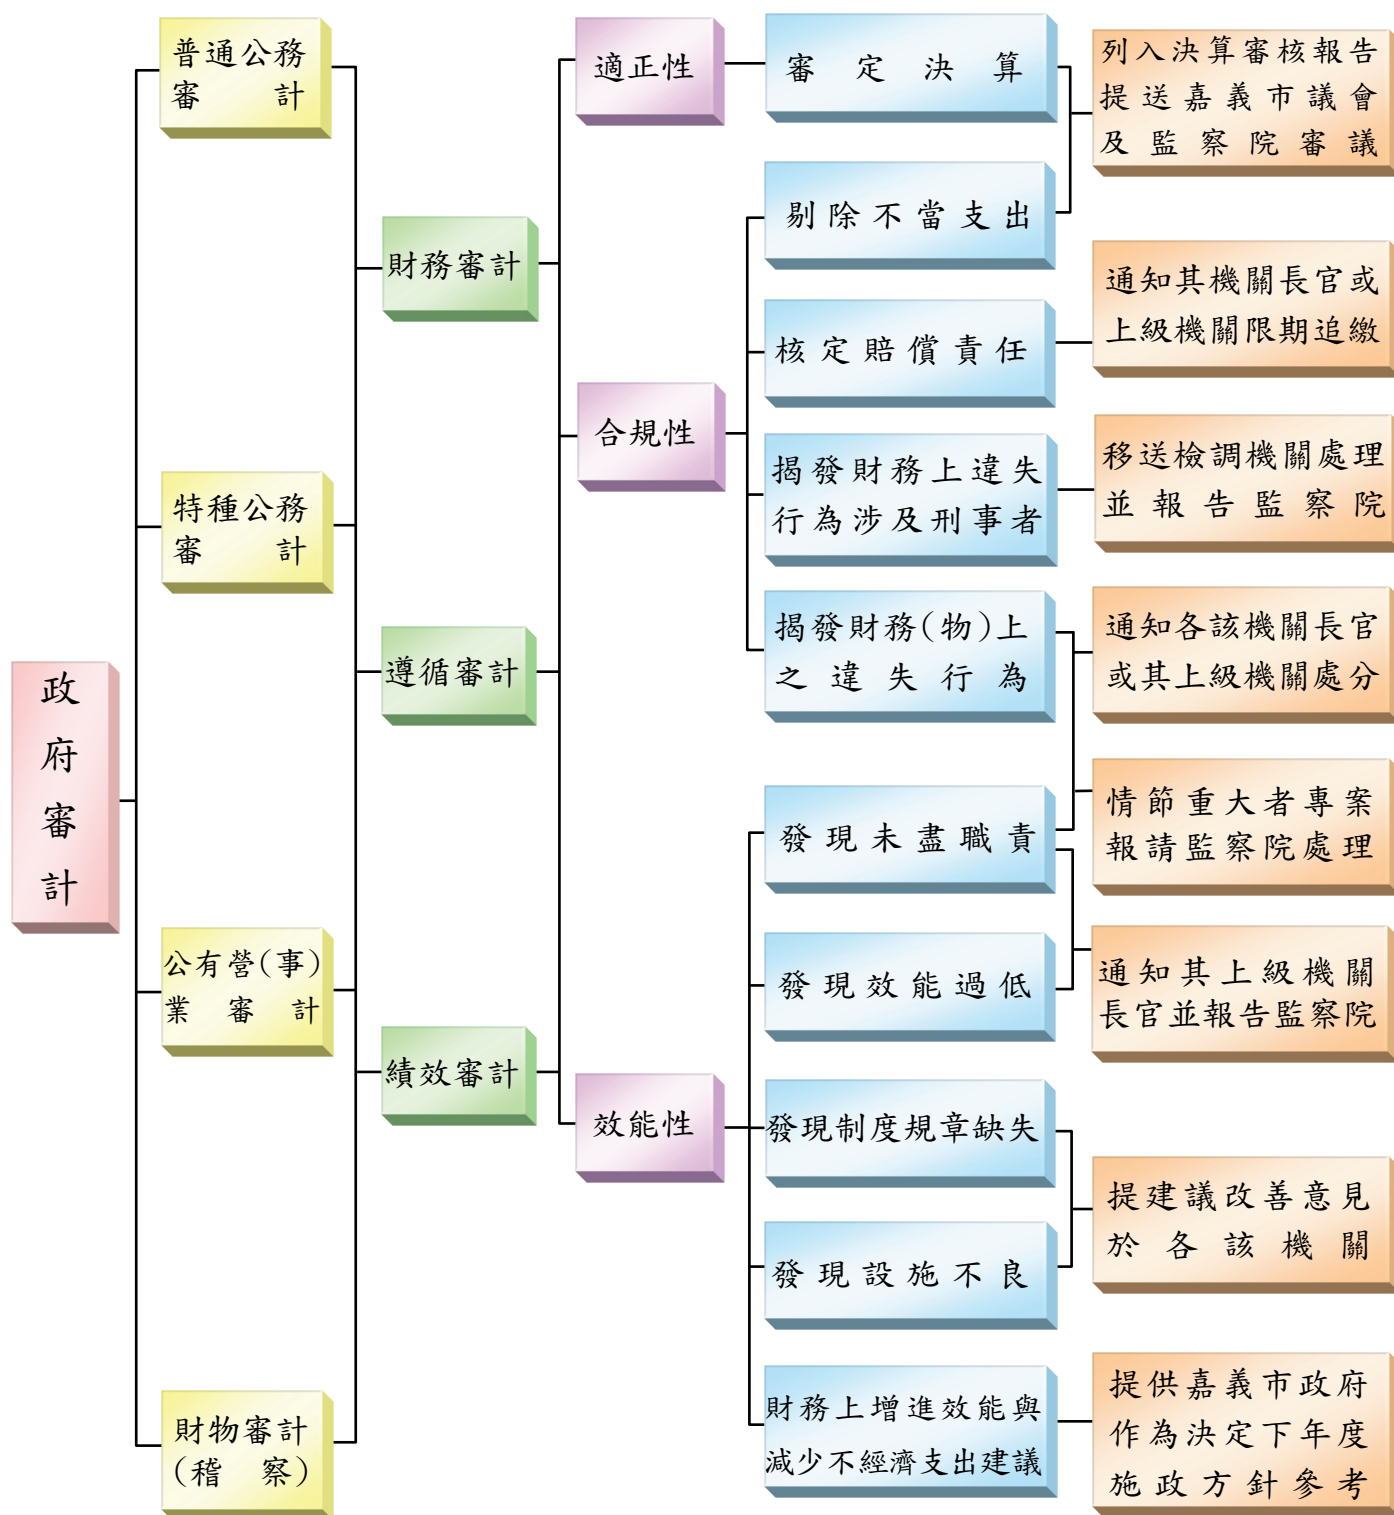 政府審計
普通公務
審計
特種公務
審計
公有營(事)
業審計
財物審計
(稽察)
財務審計
遵循審計
績效審計
適正性
合規性
效能性
審定決算
剔除不當支出
核定賠償責任
揭發財務上違失
行為涉及刑事者
揭發財務(物)上
之違失行為
發現未盡職責
發現效能過低
發現制度規章缺失
發現設施不良
財務上增進效能與
減少不經濟支出建議
列入決算審核報告
提送嘉義市議會
及監察院審議
通知其機關長官或
上級機關限期追繳
移送檢調機關處理
並報告監察院
通知各該機關長官
或其上級機關處分
情節重大者專案
報請監察院處理
通知其上級機關
長官並報告監察院
提建議改善意見
於各該機關
提供嘉義市政府
作為決定下年度
施政方針參考